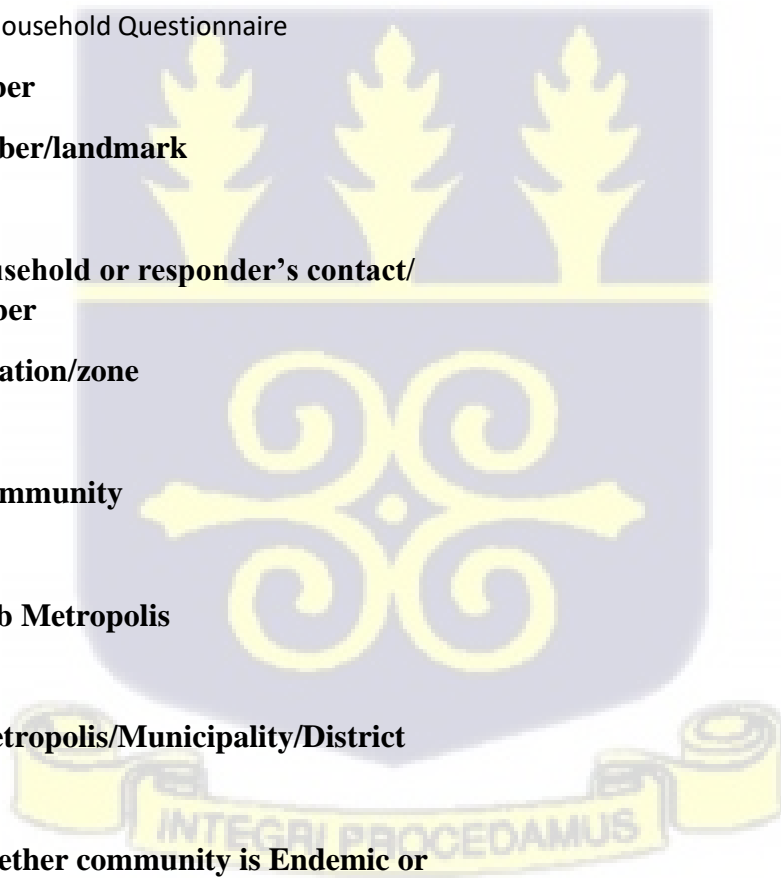 ousehold Questionnaire
ber
ber/landmark
usehold or responder's contact/
ber
ation/zone
ommunity
b Metropolis
etropolis/Municipality/District
INTEGRI PROCEDAMUS
ether community is Endemic or